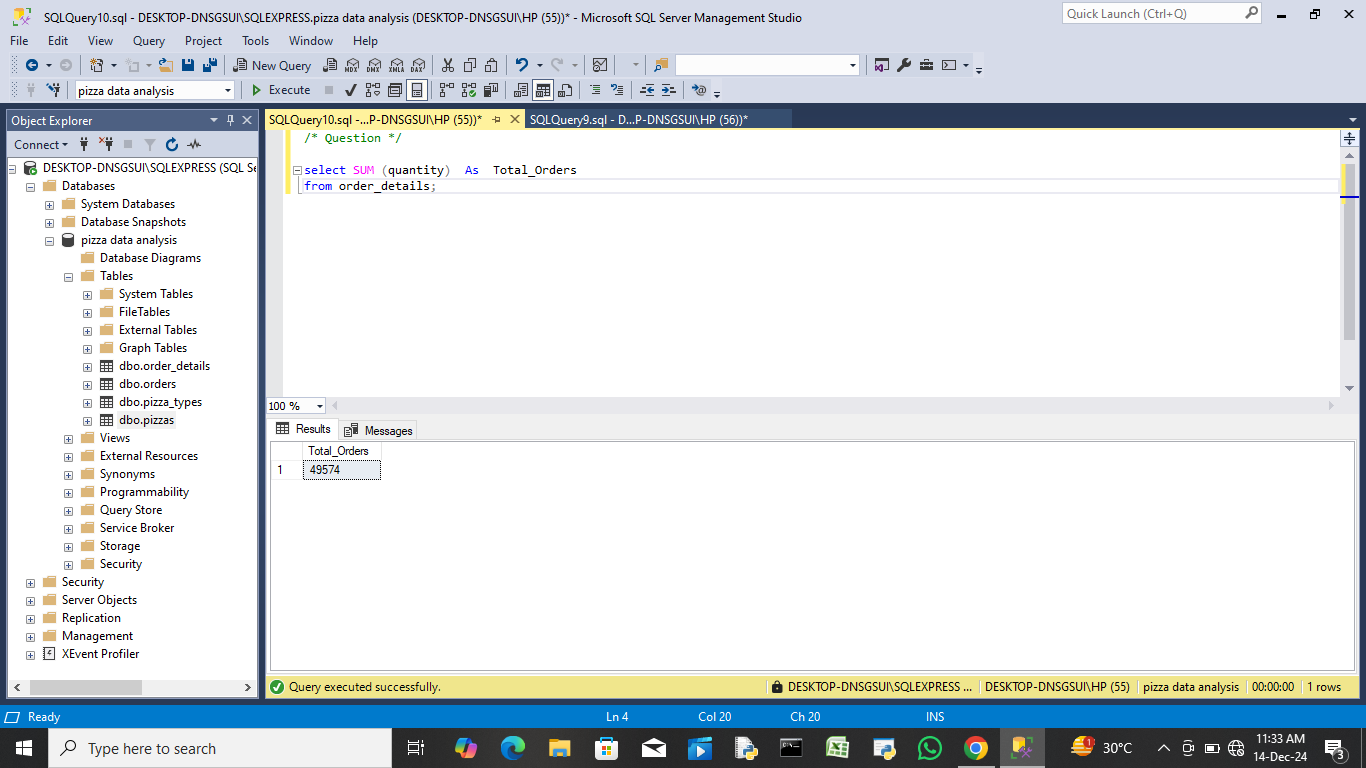 SQLQuery10.sql - DESKTOP-DNSGSUI\SQLEXPRESS.pizza data analysis (DESKTOP-DNSGSUI\HP (55))* - Microsoft SQL Server Management Studio
Quick Launch (Ctrl+Q)
File Edit View Query Project Tools Window Help
New Query
MDX DMX XMLA DAX
pizza data analysis
Execute
Object Explorer
SQLQuery10.sql -...P-DNSGSUI\HP (55))*
SQLQuery9.sql - D...P-DNSGSUI\HP (56))*
Connect
DESKTOP-DNSGSUI\SQLEXPRESS (SQL Se
Databases
System Databases
Database Snapshots
pizza data analysis
Database Diagrams
Tables
System Tables
FileTables
External Tables
Graph Tables
dbo.order_details
dbo.orders
dbo.pizza_types
dbo.pizzas
Views
External Resources
Synonyms
Programmability
Query Store
Service Broker
Storage
Security
Security
Server Objects
Replication
Management
XEvent Profiler
/* Question */
select SUM (quantity)  As  Total_Orders
from order_details;
100 %
Results
Messages
Total_Orders
1 49574
Query executed successfully.
DESKTOP-DNSGSUI\SQLEXPRESS ...
DESKTOP-DNSGSUI\HP (55)
pizza data analysis
00:00:00
1 rows
Ready
Ln 4
Col 20
Ch 20
INS
Type here to search
1
30°C
11:33 AM
14-Dec-24
3